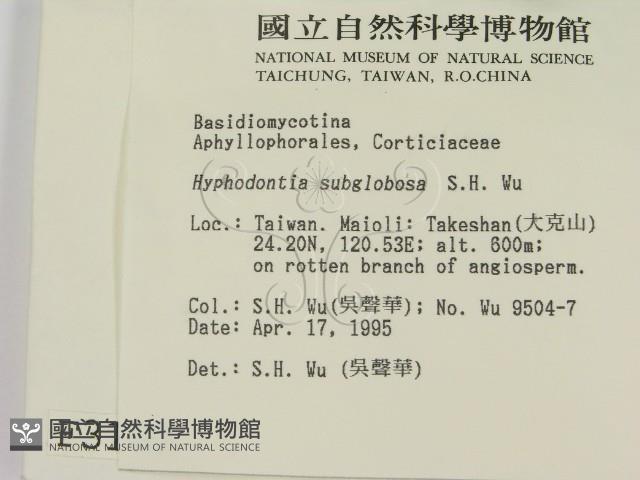 國立自然科學博物館
NATIONAL MUSEUM OF NATURAL SCIENCE
TAICHUNG, TAIWAN, R.O.CHINA
Basidiomycotina
Aphyllophorales, Corticiaceae
Hyphodontia subglobosa S.H. Wu
Loc.: Taiwan. Maioli: Takeshan(大克山)
24.20N, 120.53E; alt. 600m;
on rotten branch of angiosperm.
Col.: S.H. Wu(吳聲華); No. Wu 9504-7
Date: Apr. 17, 1995
Det.: S.H. Wu (吳聲華)
國立自然科學博物館
NATIONAL MUSEUM OF NATURAL SCIENCE